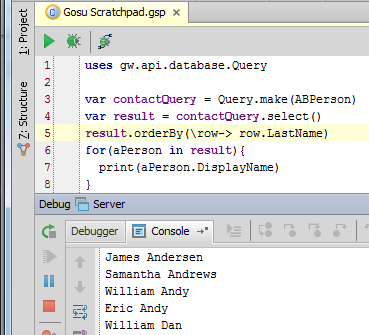 Gosu Scratchpad.gsp ×
1: Project
7: Structure
1 uses gw.api.database.Query
2
3 var contactQuery = Query.make(ABPerson)
4 var result = contactQuery.select()
5 result.orderBy(\row-> row.LastName)
6 for(aPerson in result){
7 print(aPerson.DisplayName)
8 }
Debug Server
Debugger Console
James Andersen
Samantha Andrews
William Andy
Eric Andy
William Dan